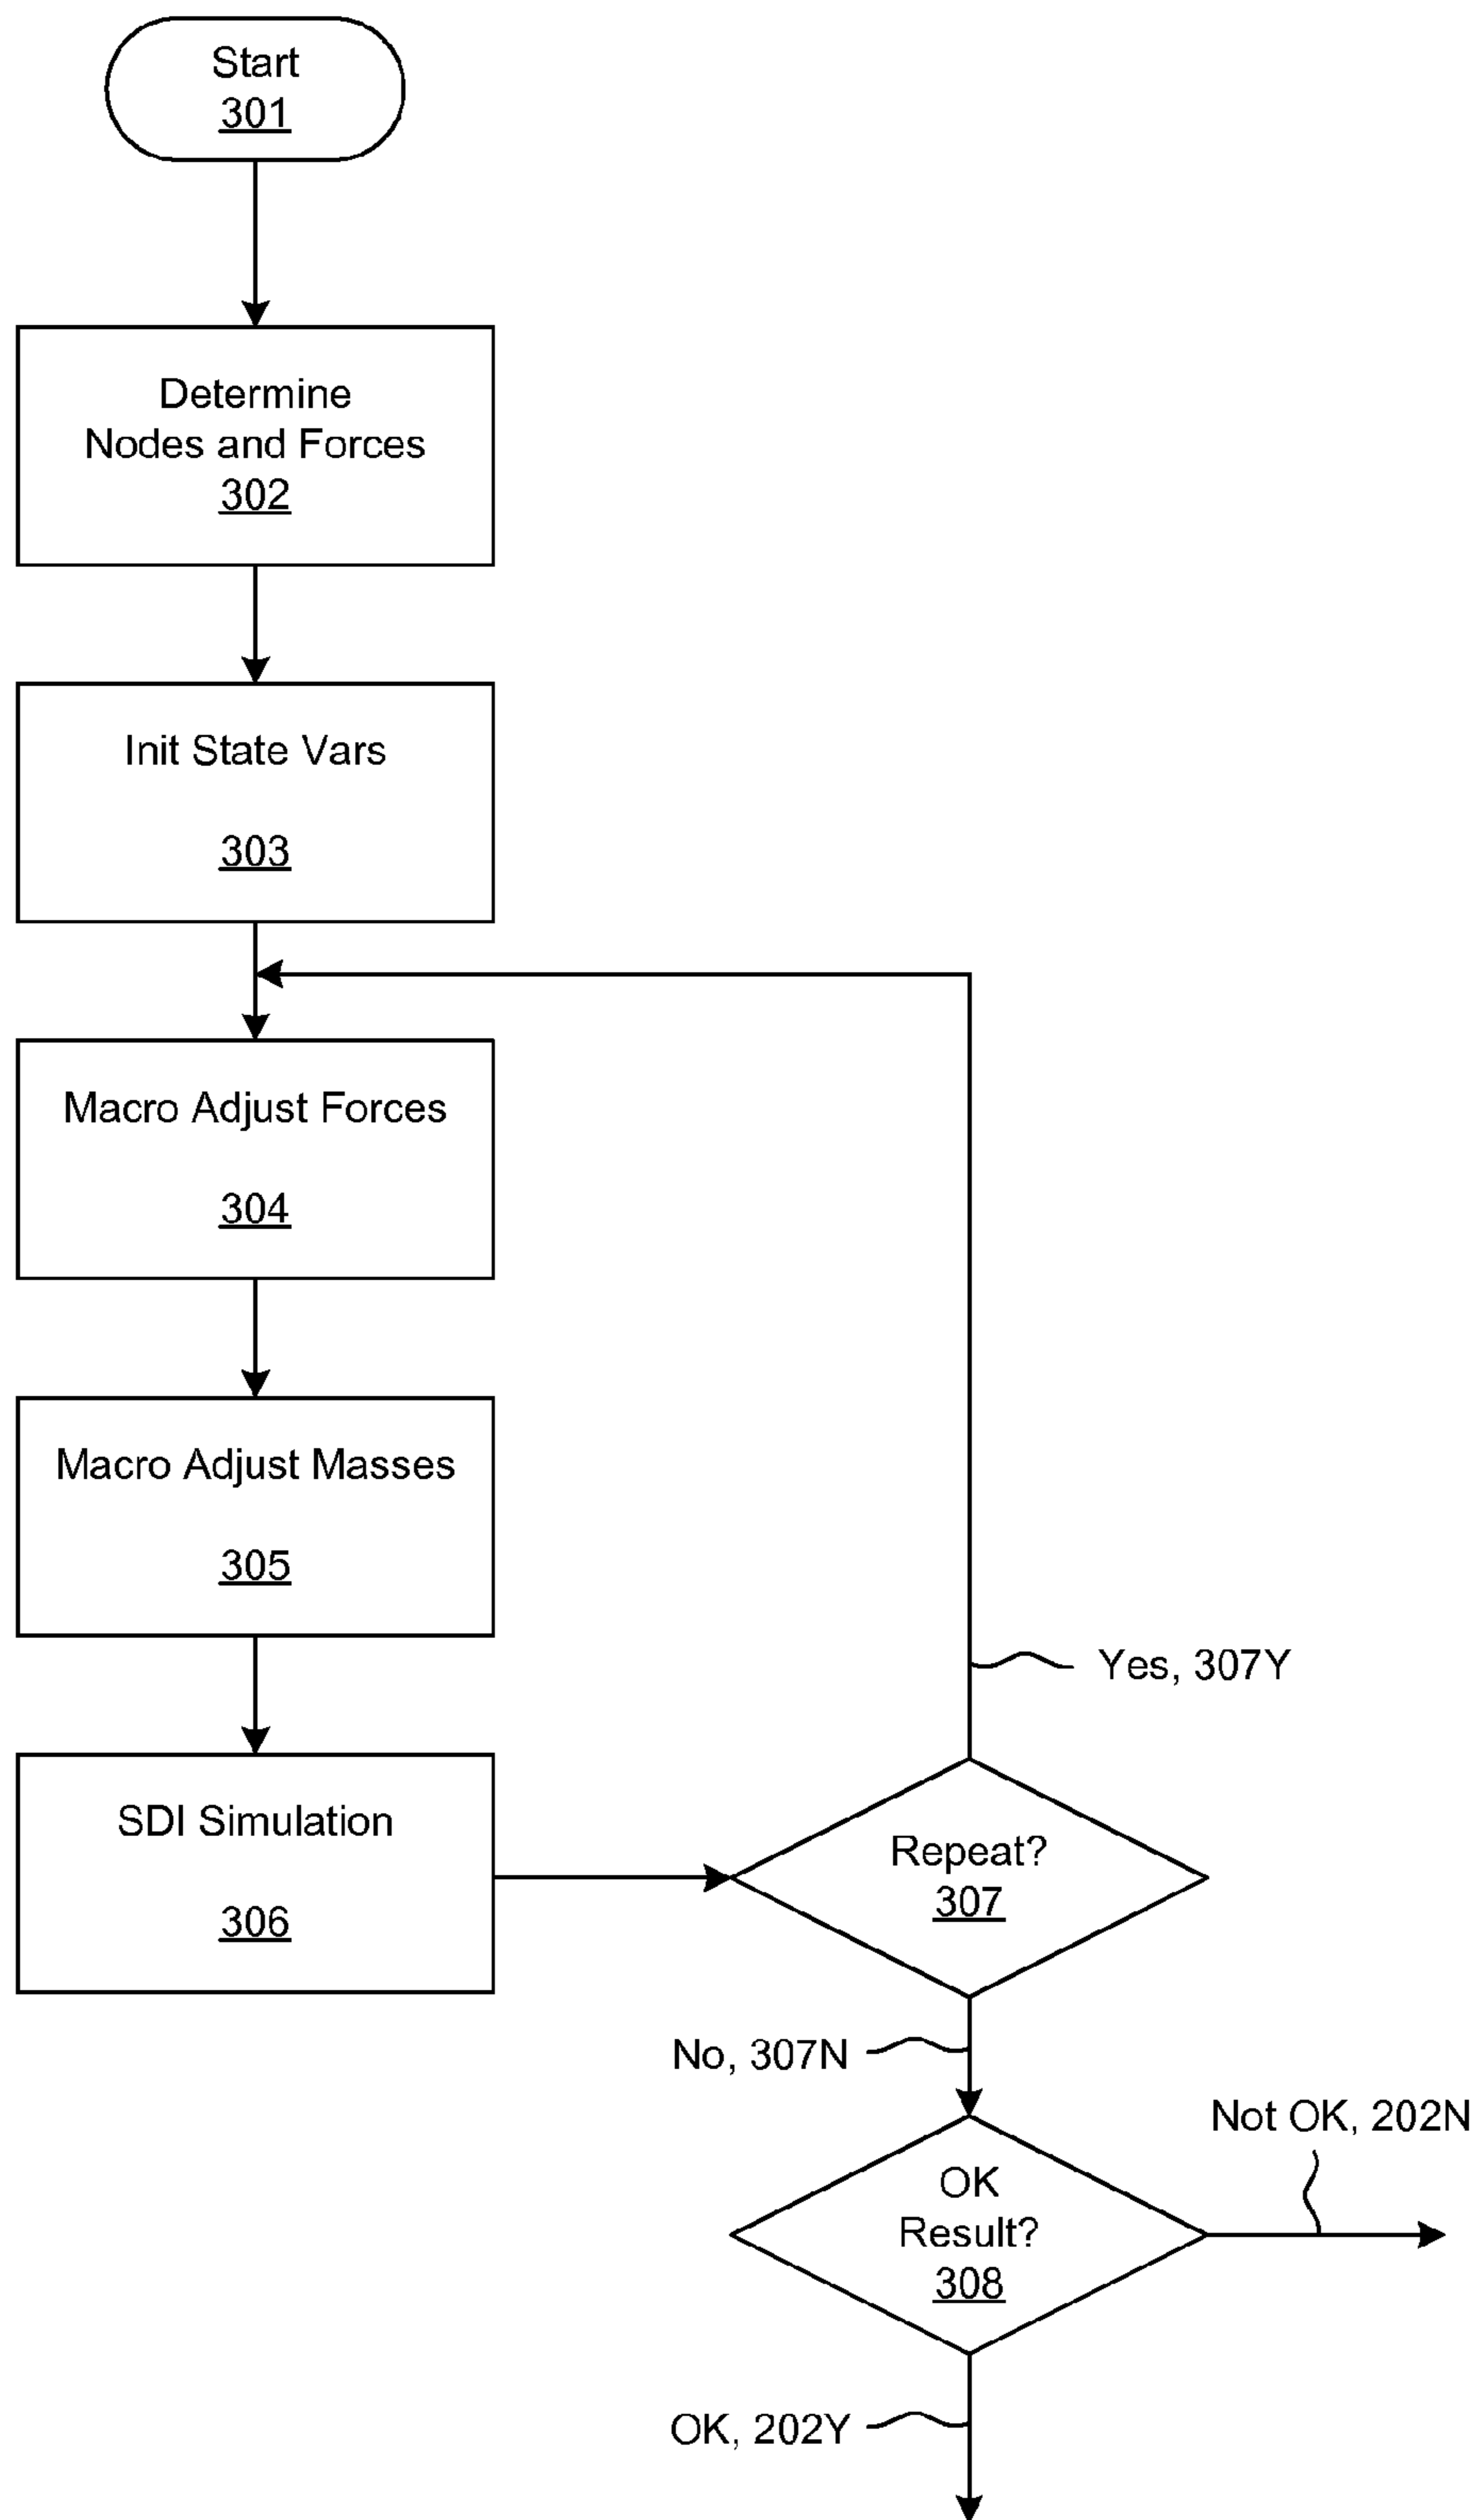 Start
301
Determine
Nodes and Forces
302
Init State Vars
303
Macro Adjust Forces
304
Macro Adjust Masses
305
Yes, 307Y
SDI Simulation
306
Repeat?
307
No, 307N
Not OK, 202N
OK
Result?
308
OK, 202Y